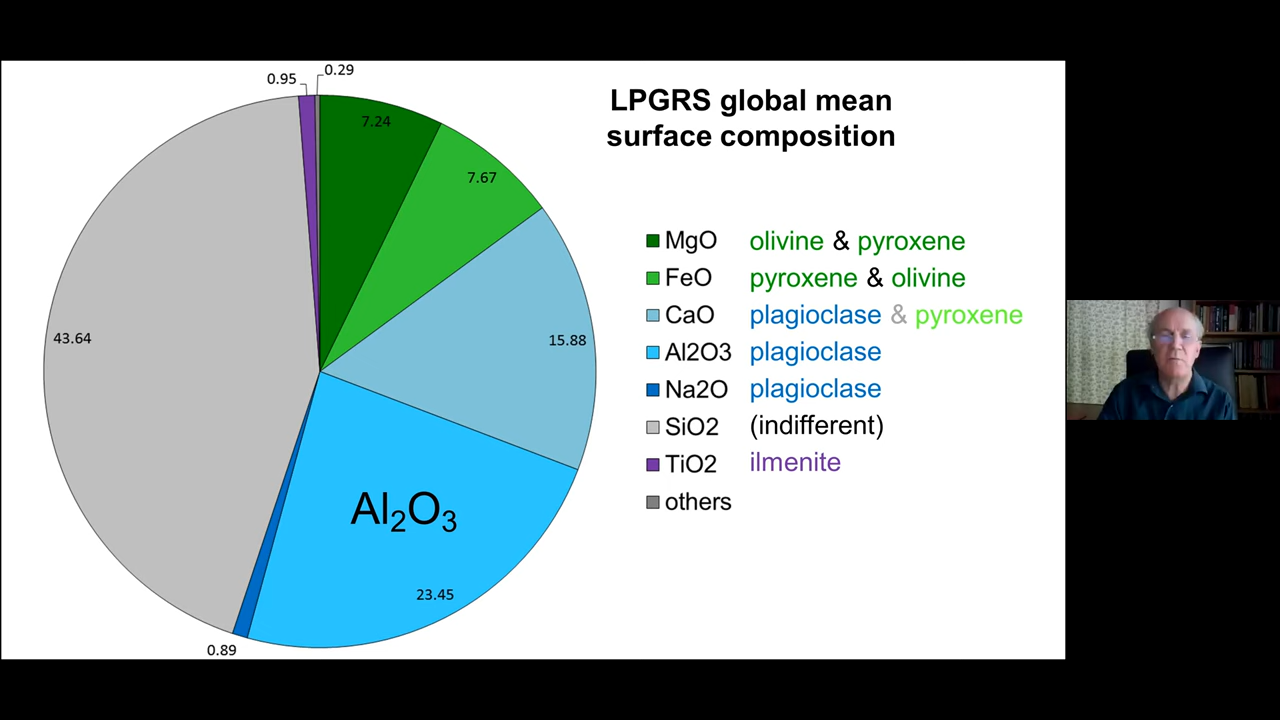 0.95
0.29
LPGRS global mean
surface composition
7.24
7.67
15.88
43.64
Al₂O₃
23.45
0.89
MgO olivine & pyroxene
FeO pyroxene & olivine
CaO plagioclase & pyroxene
Al2O3 plagioclase
Na2O plagioclase
SiO2 (indifferent)
TiO2 ilmenite
others